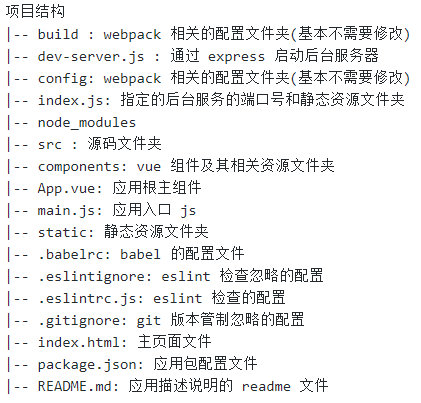 项目结构
|-- build : webpack 相关的配置文件夹(基本不需要修改)
|-- dev-server.js : 通过 express 启动后台服务器
|-- config: webpack 相关的配置文件夹(基本不需要修改)
|-- index.js: 指定的后台服务的端口号和静态资源文件夹
|-- node_modules
|-- src : 源码文件夹
|-- components: vue 组件及其相关资源文件夹
|-- App.vue: 应用根主组件
|-- main.js: 应用入口 js
|-- static: 静态资源文件夹
|-- .babelrc: babel 的配置文件
|-- .eslintignore: eslint 检查忽略的配置
|-- .eslintrc.js: eslint 检查的配置
|-- .gitignore: git 版本管制忽略的配置
|-- index.html: 主页面文件
|-- package.json: 应用包配置文件
|-- README.md: 应用描述说明的 readme 文件